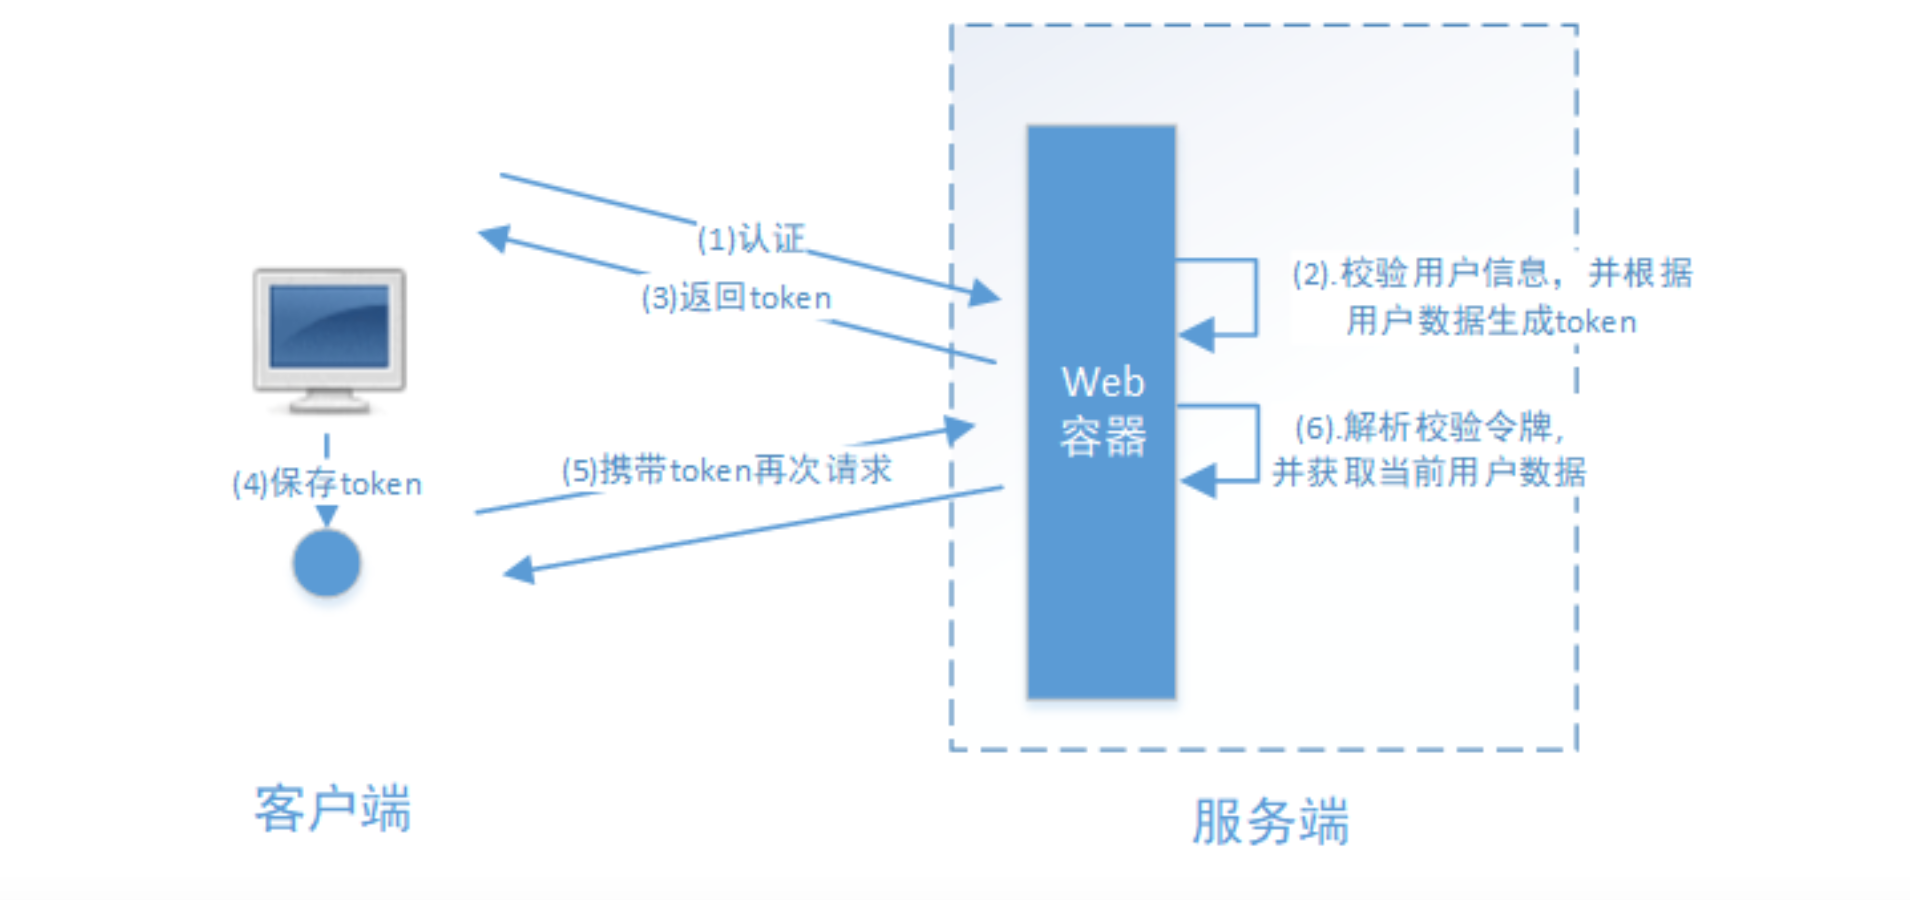 (1)认证
(3)返回token
(2).校验用户信息，并根据
用户数据生成token
Web
容器
(6).解析校验令牌,
并获取当前用户数据
(5)携带token再次请求
(4)保存token
客户端
服务端